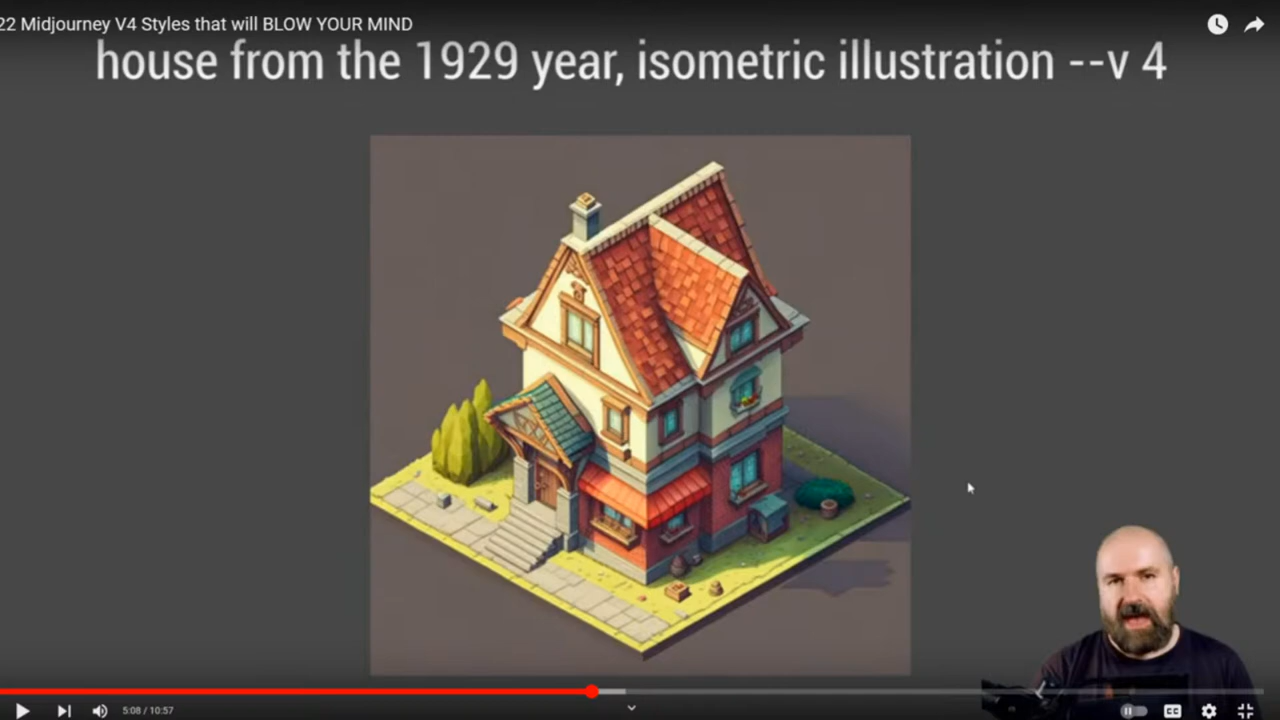 22 Midjourney V4 Styles that will BLOW YOUR MIND
house from the 1929 year, isometric illustration --v 4
5:08 / 10:57
CC